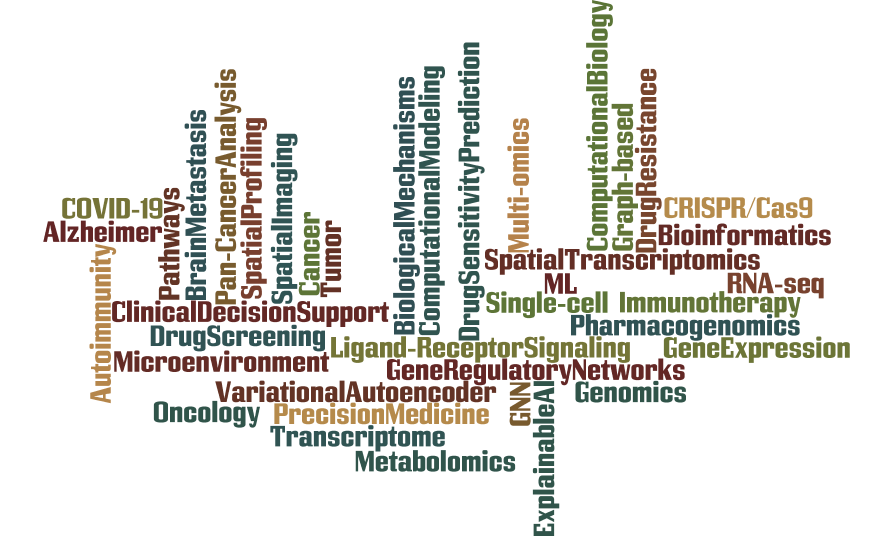 COVID-19
Alzheimer
Autoimmunity
Pathways
BrainMetastasis
Pan-CancerAnalysis
SpatialProfiling
SpatialImaging
Cancer
Tumor
BiologicalMechanisms
ComputationalModeling
DrugSensitivityPrediction
Multi-omics
ComputationalBiology
Graph-based
DrugResistance
CRISPR/Cas9
Bioinformatics
SpatialTranscriptomics
ML
RNA-seq
Single-cell
Immunotherapy
ClinicalDecisionSupport
Pharmacogenomics
DrugScreening
Ligand-ReceptorSignaling
GeneExpression
Microenvironment
GeneRegulatoryNetworks
VariationalAutoencoder
GNN
Genomics
Oncology
PrecisionMedicine
Transcriptome
Metabolomics
ExplainableAI